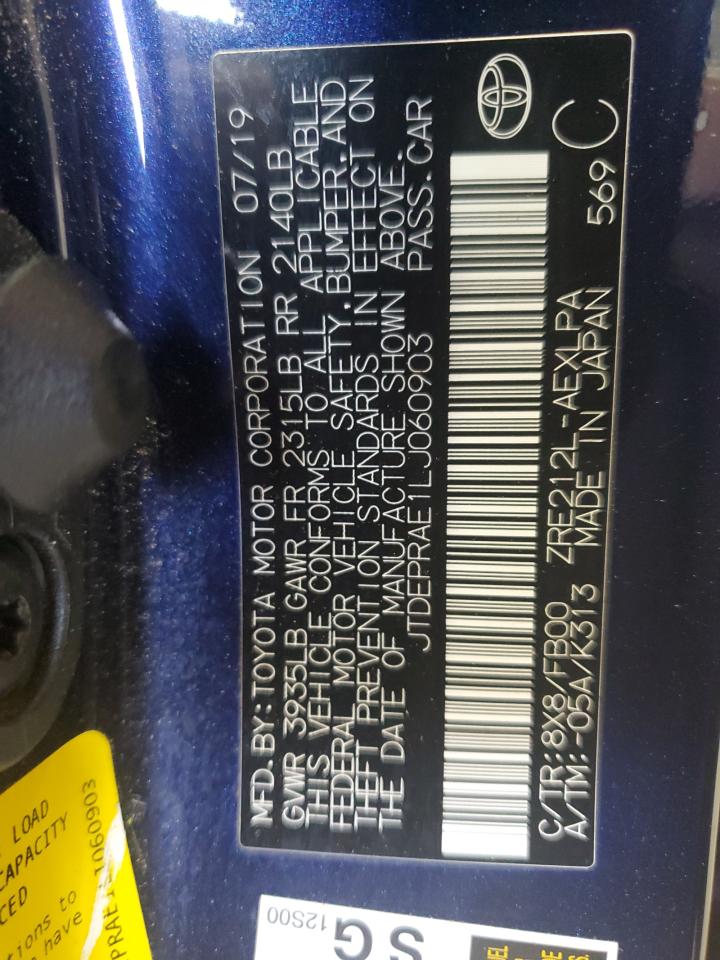 MFD.BY:TOYOTA MOTOR CORPORATION 07/19
GVWR 3935LB GAWR FR 2315LB RR 2140LB
THIS VEHICLE CONFORMS TO ALL APPLICABLE
FEDERAL MOTOR VEHICLE SAFETY, BUMPER, AND
THEFT PREVENTION STANDARDS IN EFFECT ON
THE DATE OF MANUFACTURE SHOWN ABOVE.
JTDEPRAE1LJ060903 PASS.CAR
C/TR:8X8/FB00 ZRE212L-AEXLPA
A/TM:-05A/K313 MADE IN JAPAN 569 C
LOAD
CAPACITY
to
have
12S00
SG